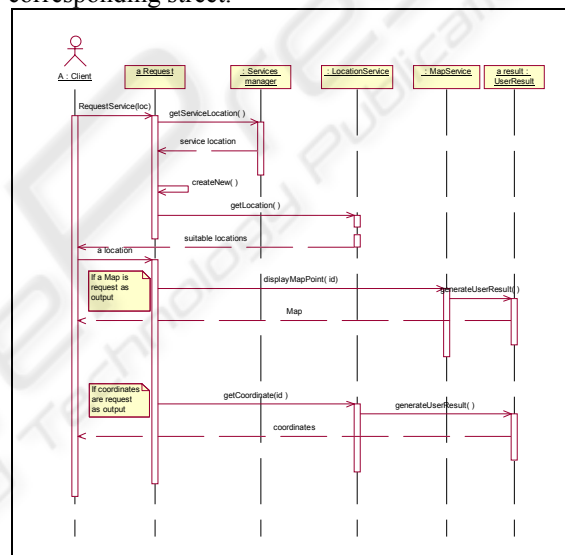 corresponding street.
A : Client
a Request
: Services
manager
: LocationService
: MapService
a result :
UserResult
RequestService(loc)
getServiceLocation( )
service location
createNew( )
getLocation( )
suitable locations
a location
If a Map is
request as
output
displayMapPoint( id)
generateUserResult( )
Map
If coordinates
are request
as output
getCoordinate(id )
generateUserResult( )
coordinates